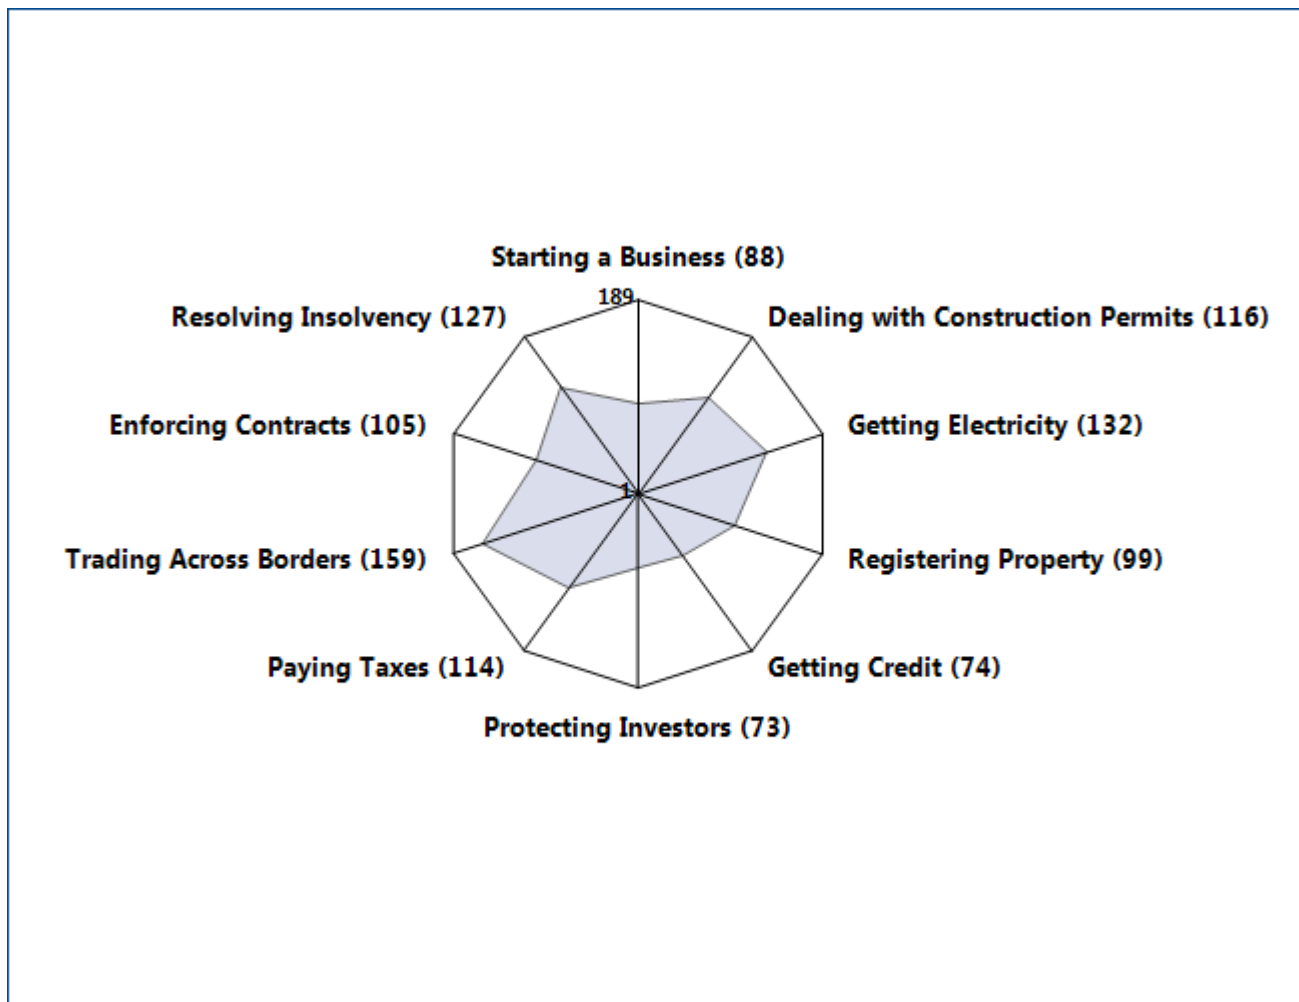 Starting a Business (88)
189
Resolving Insolvency (127)
Dealing with Construction Permits (116)
Enforcing Contracts (105)
Getting Electricity (132)
1
Trading Across Borders (159)
Registering Property (99)
Paying Taxes (114)
Getting Credit (74)
Protecting Investors (73)